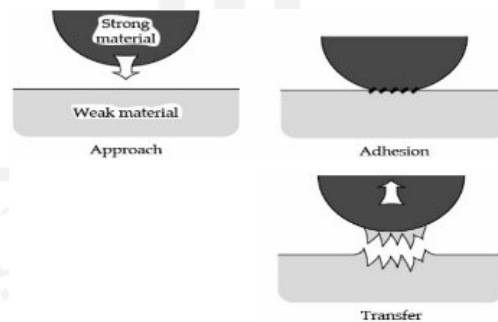 Strong
material
Weak material
Approach
Adhesion
Transfer